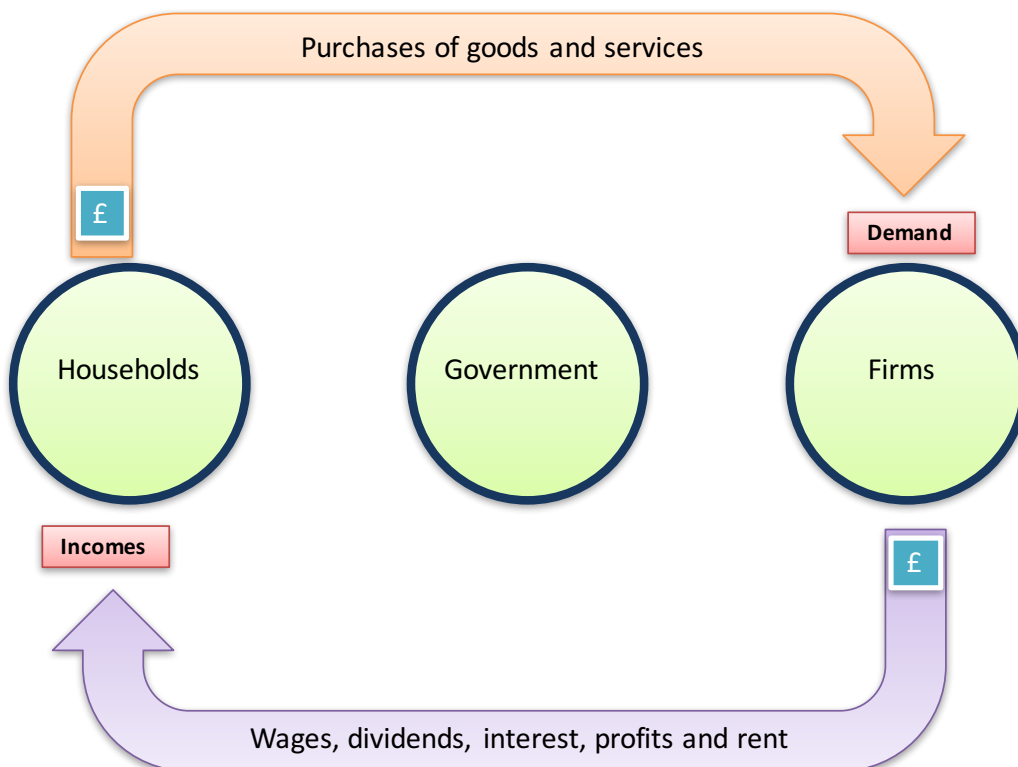 Purchases of goods and services
£
Demand
Households
Government
Firms
Incomes
£
Wages, dividends, interest, profits and rent